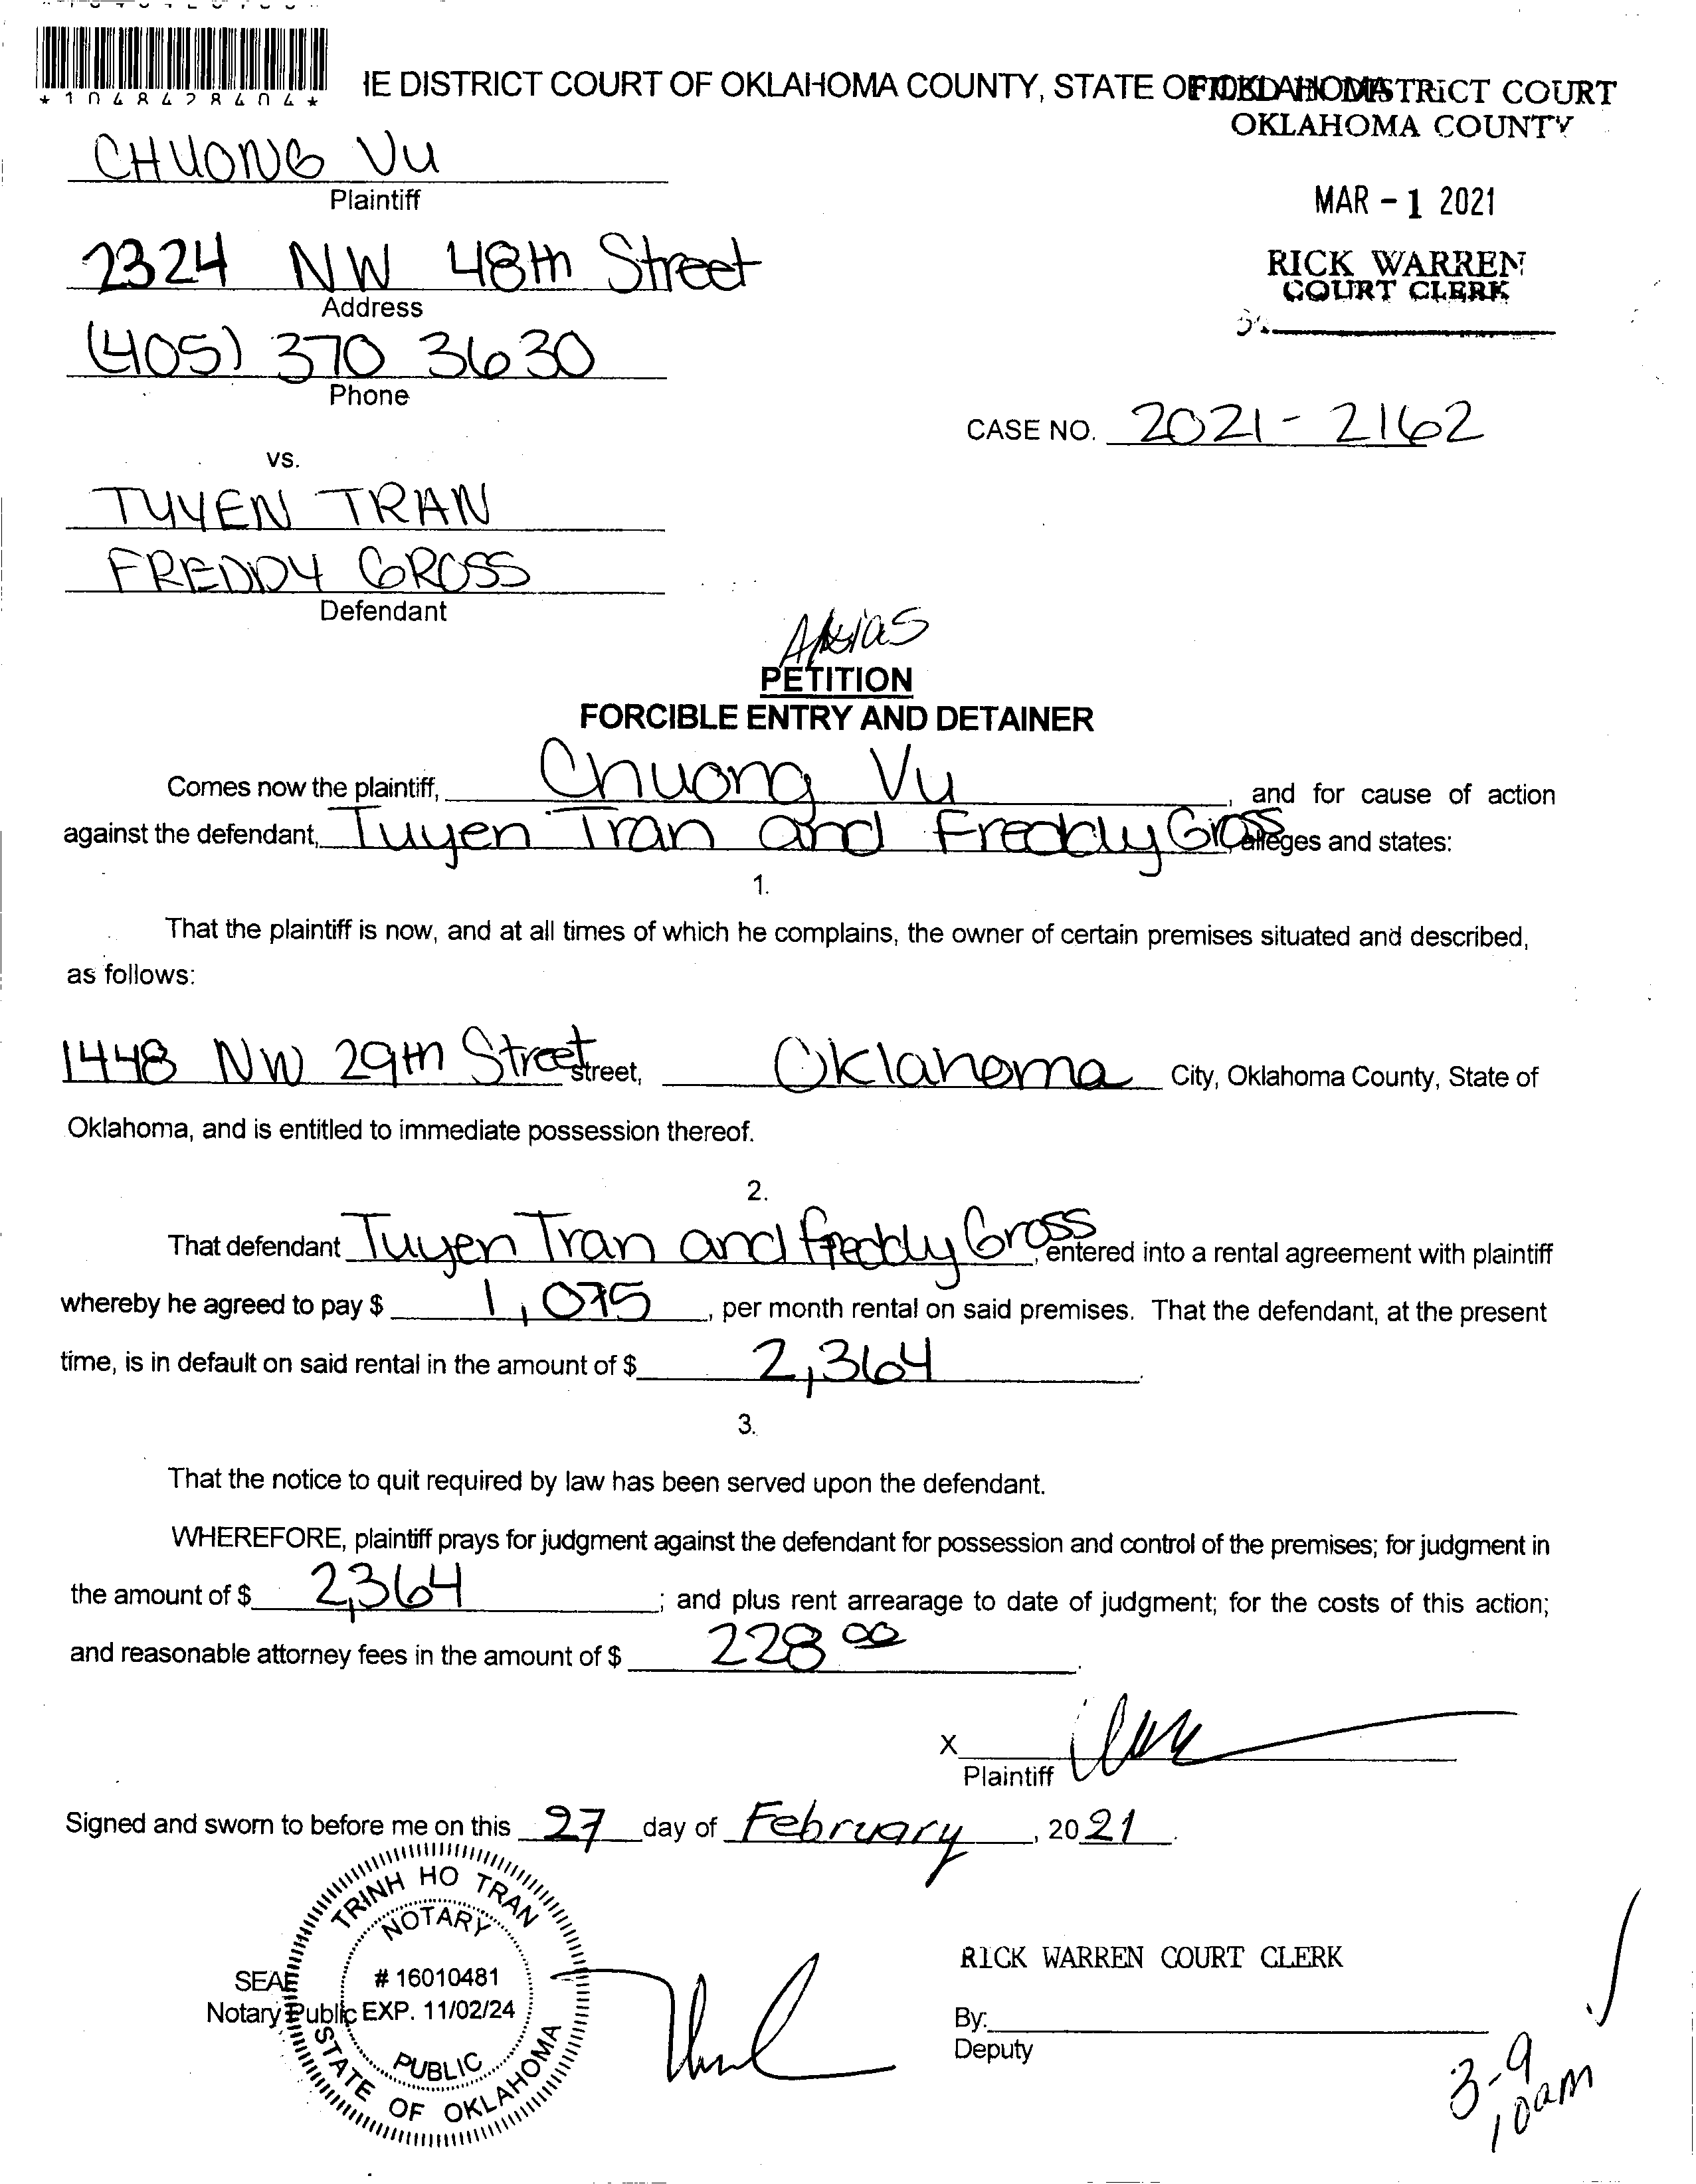 *1048428404*
IE DISTRICT COURT OF OKLAHOMA COUNTY, STATE OF OKLAHOMA
FILED IN DISTRICT COURT
OKLAHOMA COUNTY
CHUONG VU
Plaintiff
MAR - 1 2021
2324 NW 48th Street
Address
RICK WARREN
COURT CLERK
(405) 370 3630
Phone
CASE NO. 2021 - 2162
vs.
TUYEN TRAN
FREDDY GROSS
Defendant
PETITION
FORCIBLE ENTRY AND DETAINER
Comes now the plaintiff, Chuong Vu, and for cause of action
against the defendant, Tuyen Tran and Freddy Gross alleges and states:
1.
That the plaintiff is now, and at all times of which he complains, the owner of certain premises situated and described,
as follows:
1448 NW 29th Street street, Oklahoma City, Oklahoma County, State of
Oklahoma, and is entitled to immediate possession thereof.
2.
That defendant Tuyen Tran and Freddy Gross, entered into a rental agreement with plaintiff
whereby he agreed to pay $ 1,075, per month rental on said premises. That the defendant, at the present
time, is in default on said rental in the amount of $ 2,364.
3.
That the notice to quit required by law has been served upon the defendant.
WHEREFORE, plaintiff prays for judgment against the defendant for possession and control of the premises; for judgment in
the amount of $ 2,364; and plus rent arrearage to date of judgment; for the costs of this action;
and reasonable attorney fees in the amount of $ 228 00.
X
Plaintiff
Signed and sworn to before me on this 27 day of February, 2021.
TRINH HO TRAN
NOTARY
# 16010481
EXP. 11/02/24
PUBLIC
STATE OF OKLAHOMA
SEAL
Notary Public
RICK WARREN COURT CLERK
By:
Deputy
3-9
10am